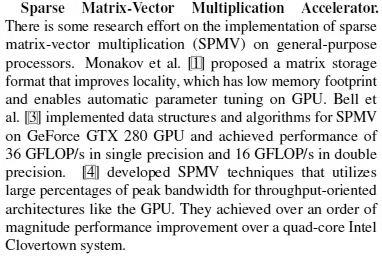 Sparse Matrix-Vector Multiplication Accelerator.
There is some research effort on the implementation of sparse
matrix-vector multiplication (SPMV) on general-purpose
processors. Monakov et al. [1] proposed a matrix storage
format that improves locality, which has low memory footprint
and enables automatic parameter tuning on GPU. Bell et
al. [3] implemented data structures and algorithms for SPMV
on GeForce GTX 280 GPU and achieved performance of
36 GFLOP/s in single precision and 16 GFLOP/s in double
precision. [4] developed SPMV techniques that utilizes
large percentages of peak bandwidth for throughput-oriented
architectures like the GPU. They achieved over an order of
magnitude performance improvement over a quad-core Intel
Clovertown system.